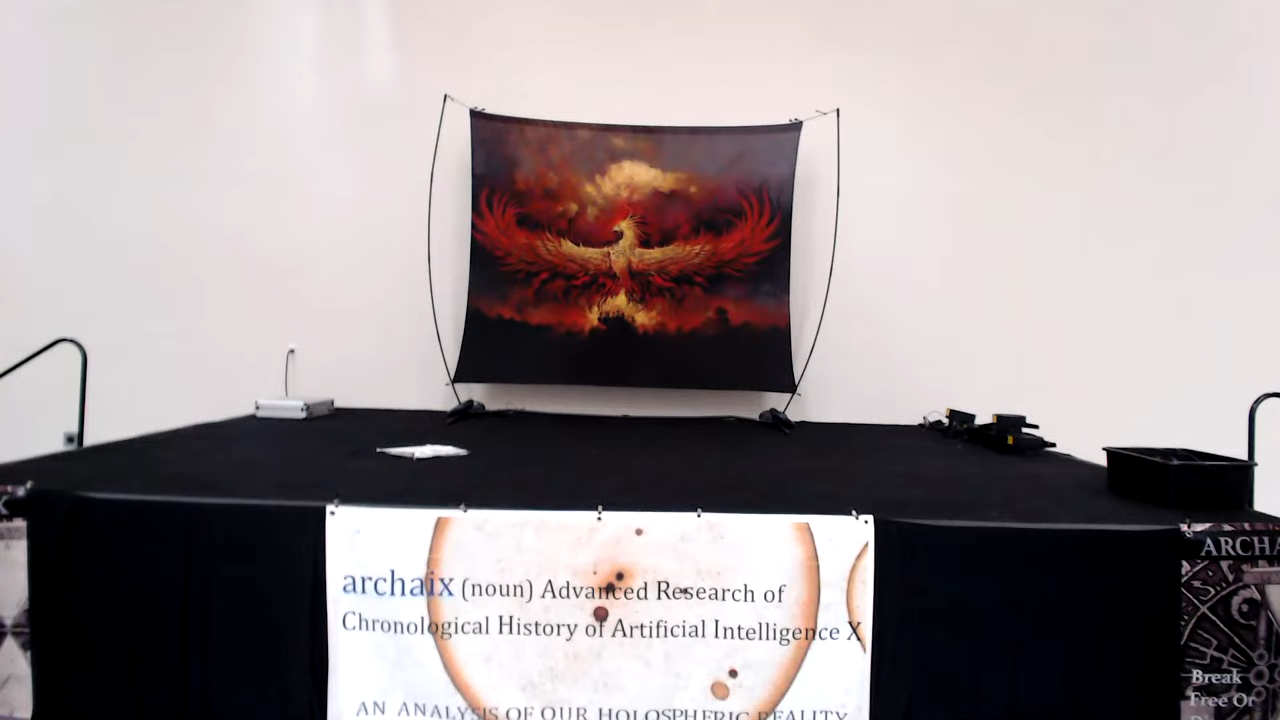 archaix (noun) Advanced Research of
Chronological History of Artificial Intelligence X
AN ANALYSIS OF OUR HOLOSPHERIC REALITY
ARCHA
Break
Free Or